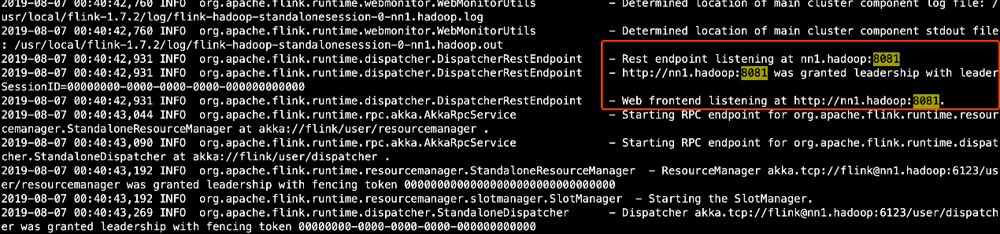 2019-08-07 00:40:42,760 INFO  org.apache.flink.runtime.webmonitor.WebMonitorUtils           - Determined location of main cluster component log file: /
usr/local/flink-1.7.2/log/flink-hadoop-standalonesession-0-nn1.hadoop.log
2019-08-07 00:40:42,760 INFO  org.apache.flink.runtime.webmonitor.WebMonitorUtils           - Determined location of main cluster component stdout file
: /usr/local/flink-1.7.2/log/flink-hadoop-standalonesession-0-nn1.hadoop.out
2019-08-07 00:40:42,931 INFO  org.apache.flink.runtime.dispatcher.DispatcherRestEndpoint    - Rest endpoint listening at nn1.hadoop:8081
2019-08-07 00:40:42,931 INFO  org.apache.flink.runtime.dispatcher.DispatcherRestEndpoint    - http://nn1.hadoop:8081 was granted leadership with leader
SessionID=00000000-0000-0000-0000-000000000000
2019-08-07 00:40:42,931 INFO  org.apache.flink.runtime.dispatcher.DispatcherRestEndpoint    - Web frontend listening at http://nn1.hadoop:8081.
2019-08-07 00:40:43,044 INFO  org.apache.flink.runtime.rpc.akka.AkkaRpcService              - Starting RPC endpoint for org.apache.flink.runtime.resour
cemanager.StandaloneResourceManager at akka://flink/user/resourcemanager .
2019-08-07 00:40:43,090 INFO  org.apache.flink.runtime.rpc.akka.AkkaRpcService              - Starting RPC endpoint for org.apache.flink.runtime.dispat
cher.StandaloneDispatcher at akka://flink/user/dispatcher .
2019-08-07 00:40:43,192 INFO  org.apache.flink.runtime.resourcemanager.StandaloneResourceManager  - ResourceManager akka.tcp://flink@nn1.hadoop:6123/us
er/resourcemanager was granted leadership with fencing token 00000000000000000000000000000000
2019-08-07 00:40:43,192 INFO  org.apache.flink.runtime.resourcemanager.slotmanager.SlotManager  - Starting the SlotManager.
2019-08-07 00:40:43,269 INFO  org.apache.flink.runtime.dispatcher.StandaloneDispatcher      - Dispatcher akka.tcp://flink@nn1.hadoop:6123/user/dispatch
er was granted leadership with fencing token 00000000-0000-0000-0000-000000000000